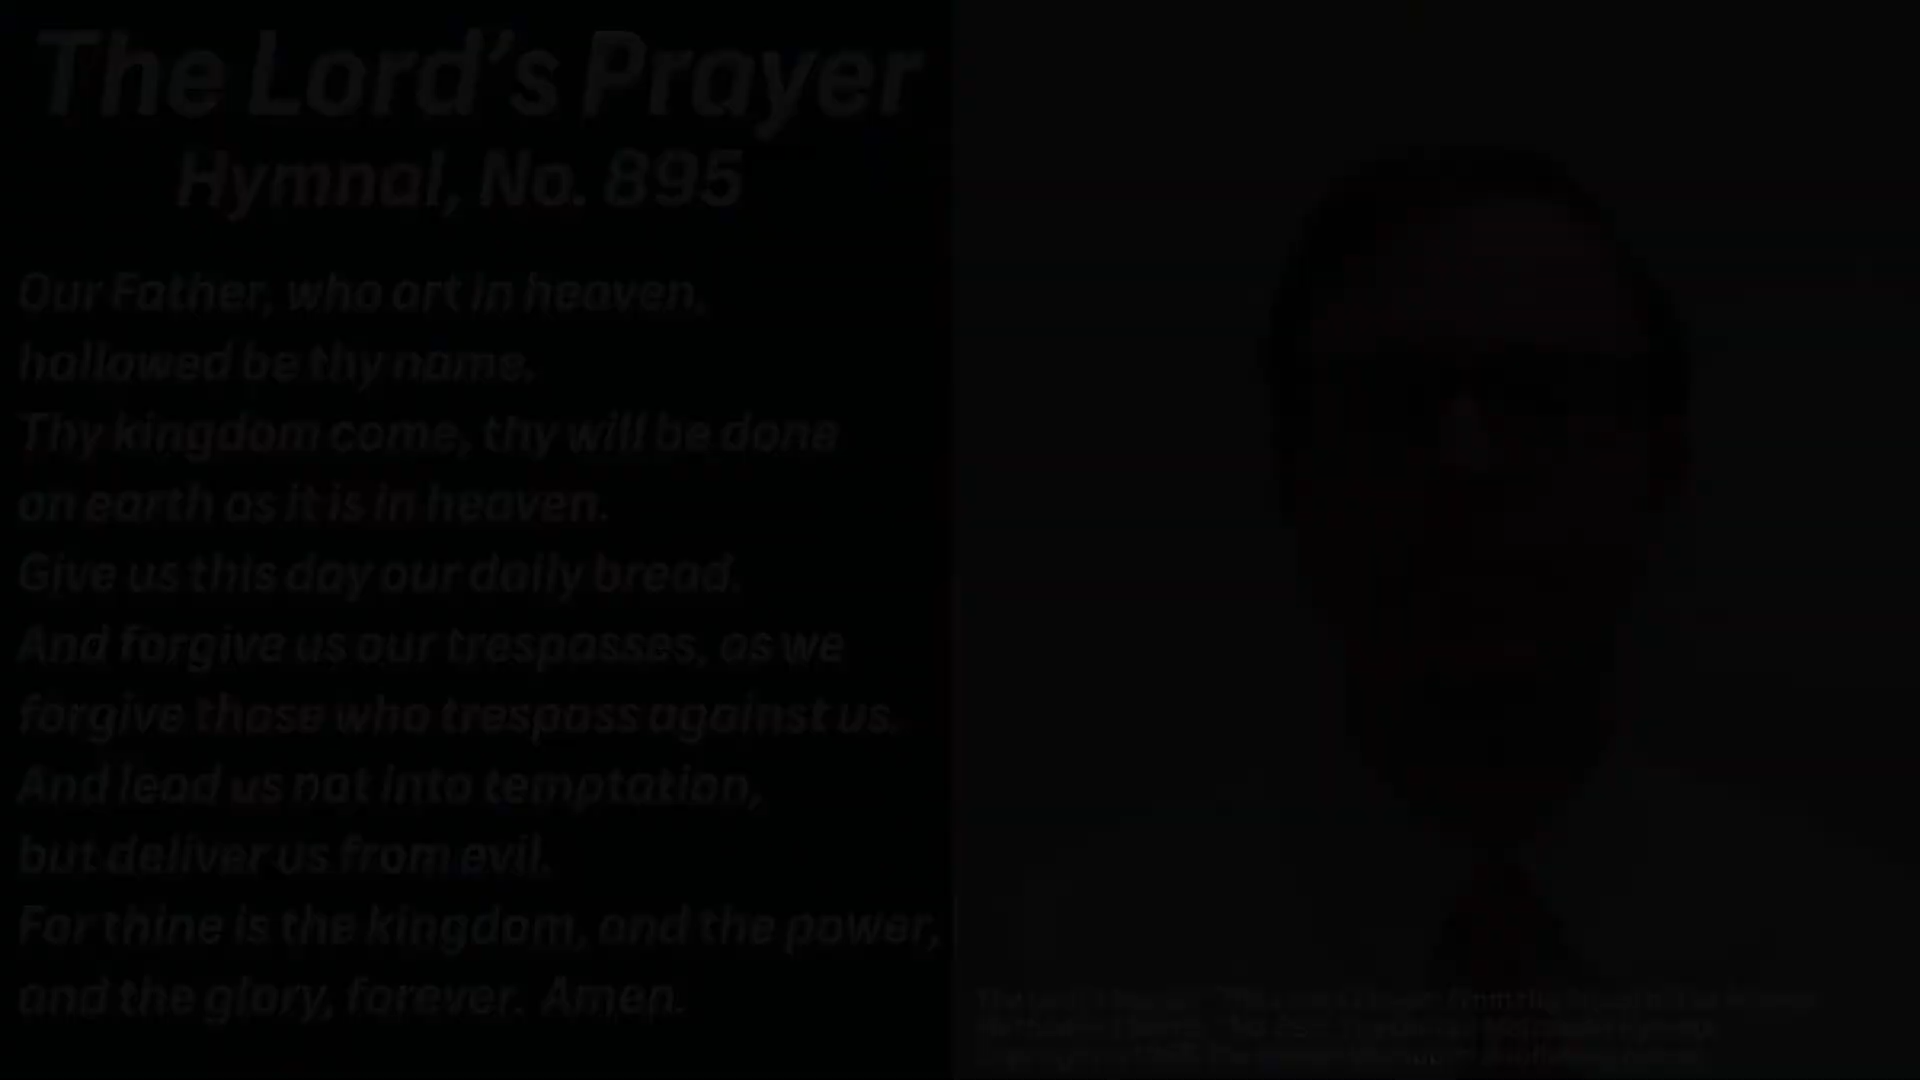 The Lord's Prayer
Hymnal, No. 895
Our Father, who art in heaven,
hallowed be thy name.
Thy kingdom come, thy will be done
on earth as it is in heaven.
Give us this day our daily bread.
And forgive us our trespasses, as we
forgive those who trespass against us.
And lead us not into temptation,
but deliver us from evil.
For thine is the kingdom, and the power,
and the glory, forever. Amen.